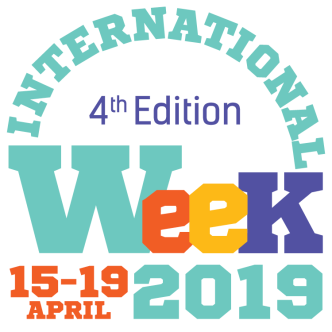 INTERNATIONAL
4th Edition
WeeK
15-19
APRIL
2019